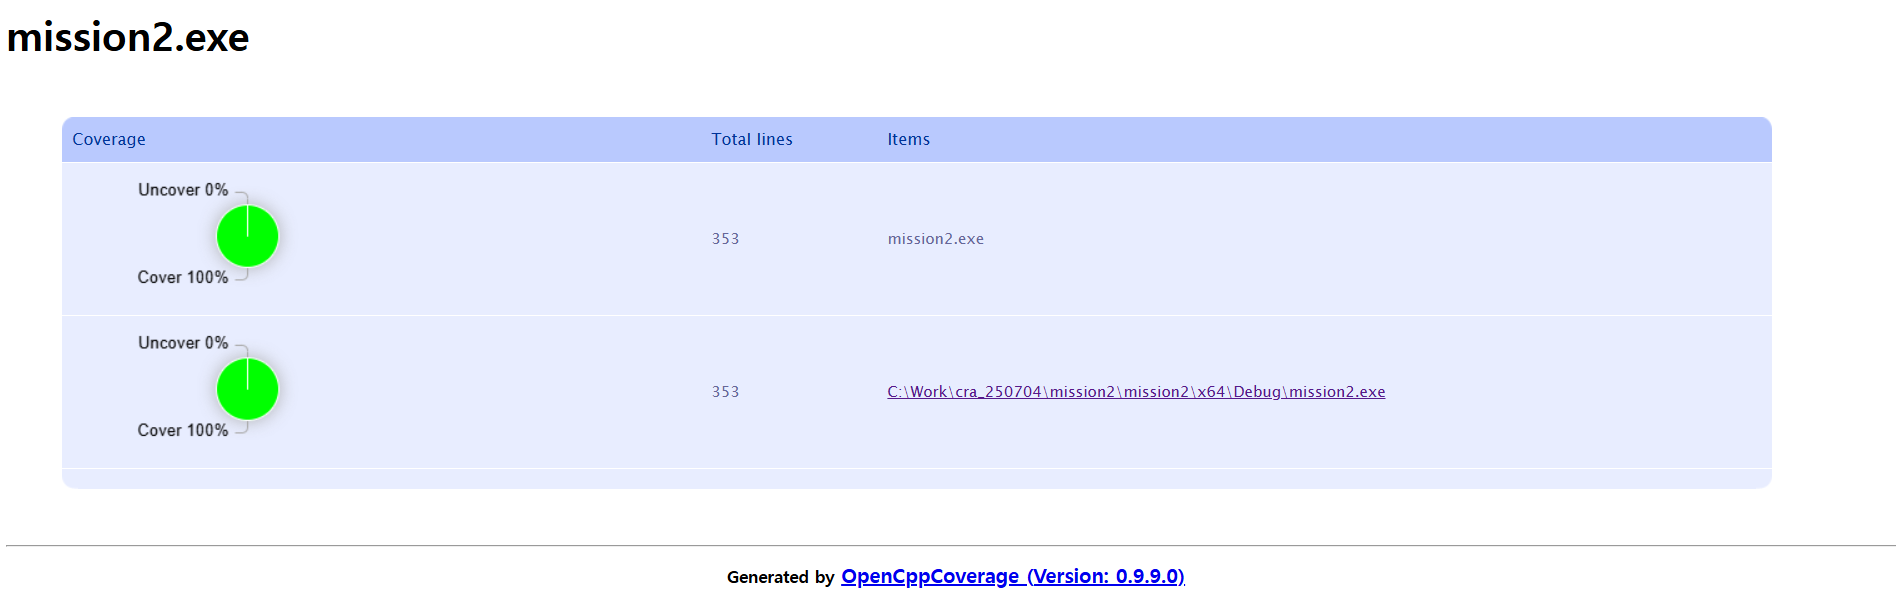 mission2.exe
Coverage Total lines Items
Uncover 0%
353 mission2.exe
Cover 100%
Uncover 0%
353 C:\Work\cra_250704\mission2\mission2\x64\Debug\mission2.exe
Cover 100%
Generated by OpenCppCoverage (Version: 0.9.9.0)